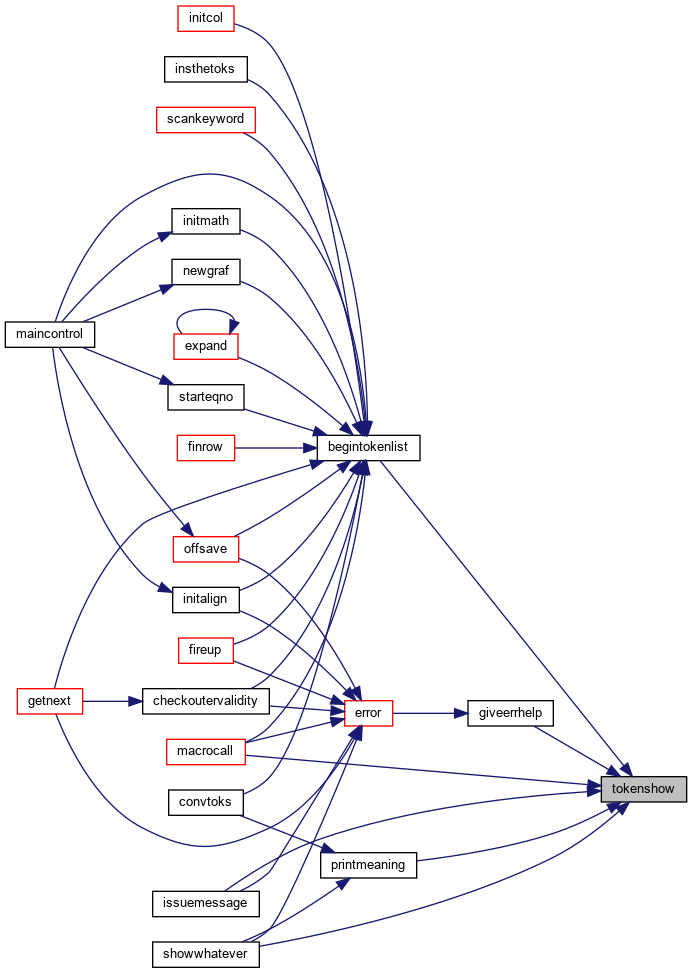 initcol
insthetoks
scankeyword
initmath
newgraf
maincontrol
expand
starteqno
finrow
begintokenlist
offsave
initalign
fireup
getnext
checkoutervalidity
error
giveerrhelp
macrocall
tokenshow
convtoks
printmeaning
issuemessage
showwhatever